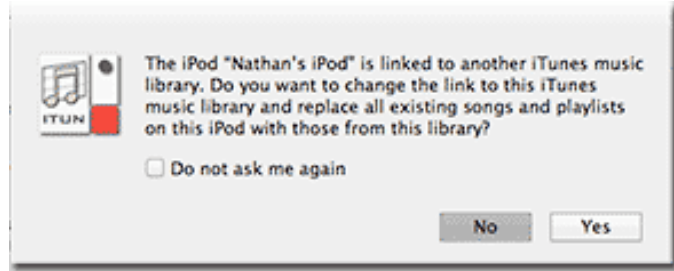 The iPod "Nathan's iPod" is linked to another iTunes music
library. Do you want to change the link to this iTunes
music library and replace all existing songs and playlists
on this iPod with those from this library?
ITUN
Do not ask me again
No
Yes